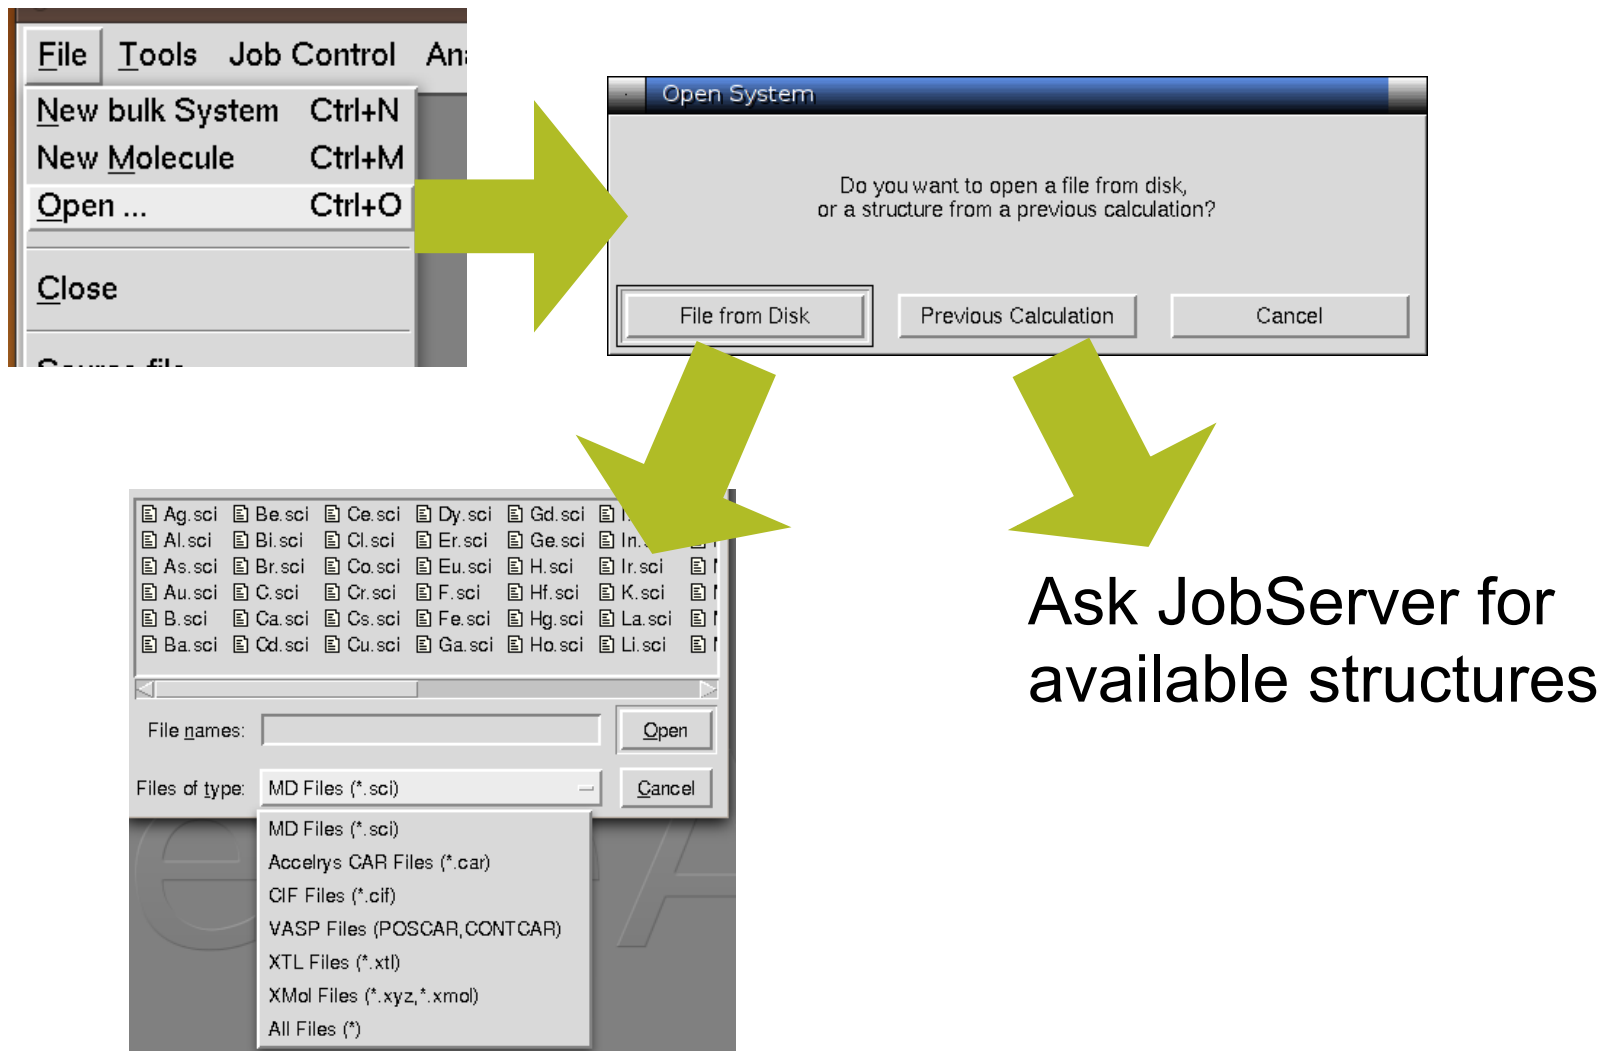 File Tools Job Control
New bulk System Ctrl+N
New Molecule Ctrl+M
Open ... Ctrl+O
Close
Open System
Do you want to open a file from disk,
or a structure from a previous calculation?
File from Disk Previous Calculation Cancel
Ag.sci Be.sci Ce.sci Dy.sci Gd.sci
Al.sci Bi.sci Cl.sci Er.sci Ge.sci
As.sci Br.sci Co.sci Eu.sci H.sci Ir.sci
Au.sci C.sci Cr.sci F.sci Hf.sci K.sci
B.sci Ca.sci Cs.sci Fe.sci Hg.sci La.sci
Ba.sci Cd.sci Cu.sci Ga.sci Ho.sci Li.sci
File names: Open
Files of type: MD Files (*.sci) Cancel
MD Files (*.sci)
Accelrys CAR Files (*.car)
CIF Files (*.cif)
VASP Files (POSCAR,CONTCAR)
XTL Files (*.xtl)
XMol Files (*.xyz,*.xmol)
All Files (*)
Ask JobServer for
available structures